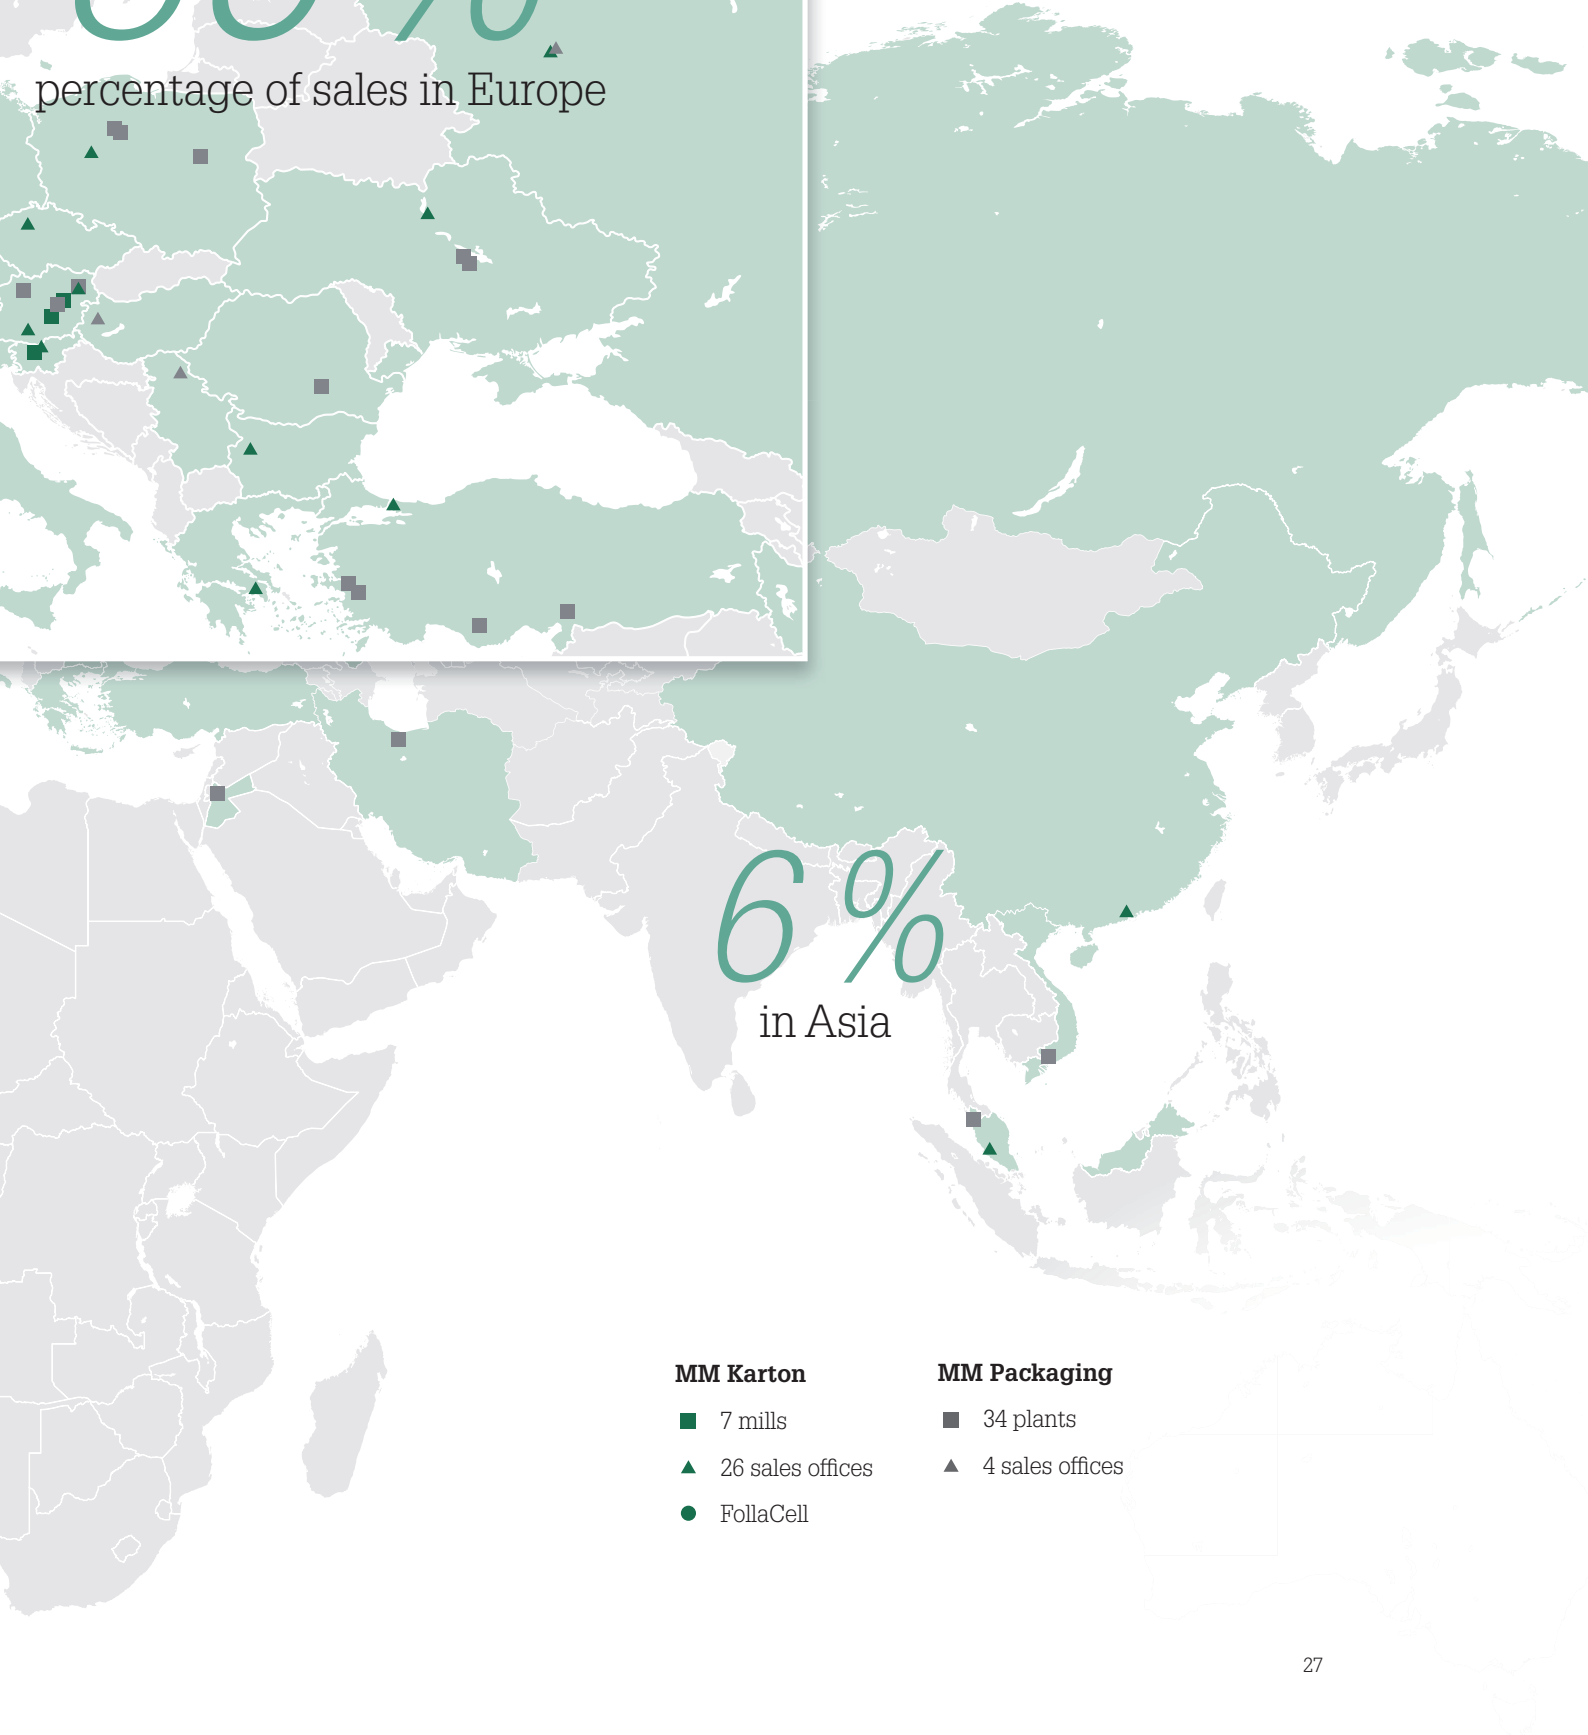 percentage of sales in Europe
6 %
in Asia
MM Karton
7 mills
26 sales offices
FollaCell
MM Packaging
34 plants
4 sales offices
27